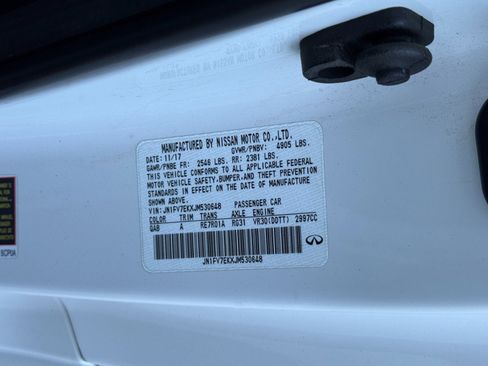 MANUFACTURED BY NISSAN MOTOR CO.,LTD.
DATE: 11/17 GVWR/PNBV: 4905 LBS.
GAWR/PNBE FR: 2546 LBS. RR: 2381 LBS.
THIS VEHICLE CONFORMS TO ALL APPLICABLE FEDERAL
MOTOR VEHICLE SAFETY,BUMPER,AND THEFT PREVENTION
STANDARDS IN EFFECT ON THE DATE OF MANUFACTURE
SHOWN ABOVE.
VIN: JN1FV7EKXJM530648 PASSENGER CAR
COLOR TRIM TRANS AXLE ENGINE
QAB A RE7R01A RG31 VR30(DDTT) 2997CC
JN1FV7EKXJM530648